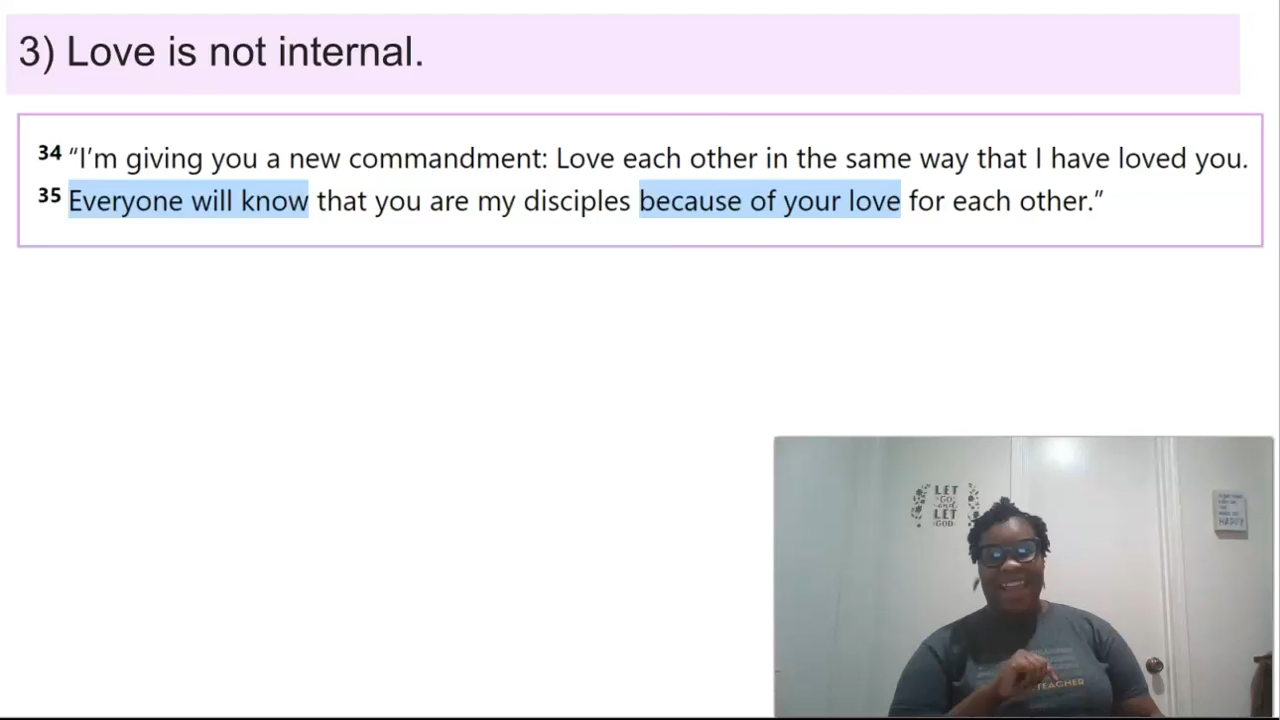 3) Love is not internal.
34 “I’m giving you a new commandment: Love each other in the same way that I have loved you.
35 Everyone will know that you are my disciples because of your love for each other.”
LET
GO
and
LET
GOD
HAPPY
TEACHER